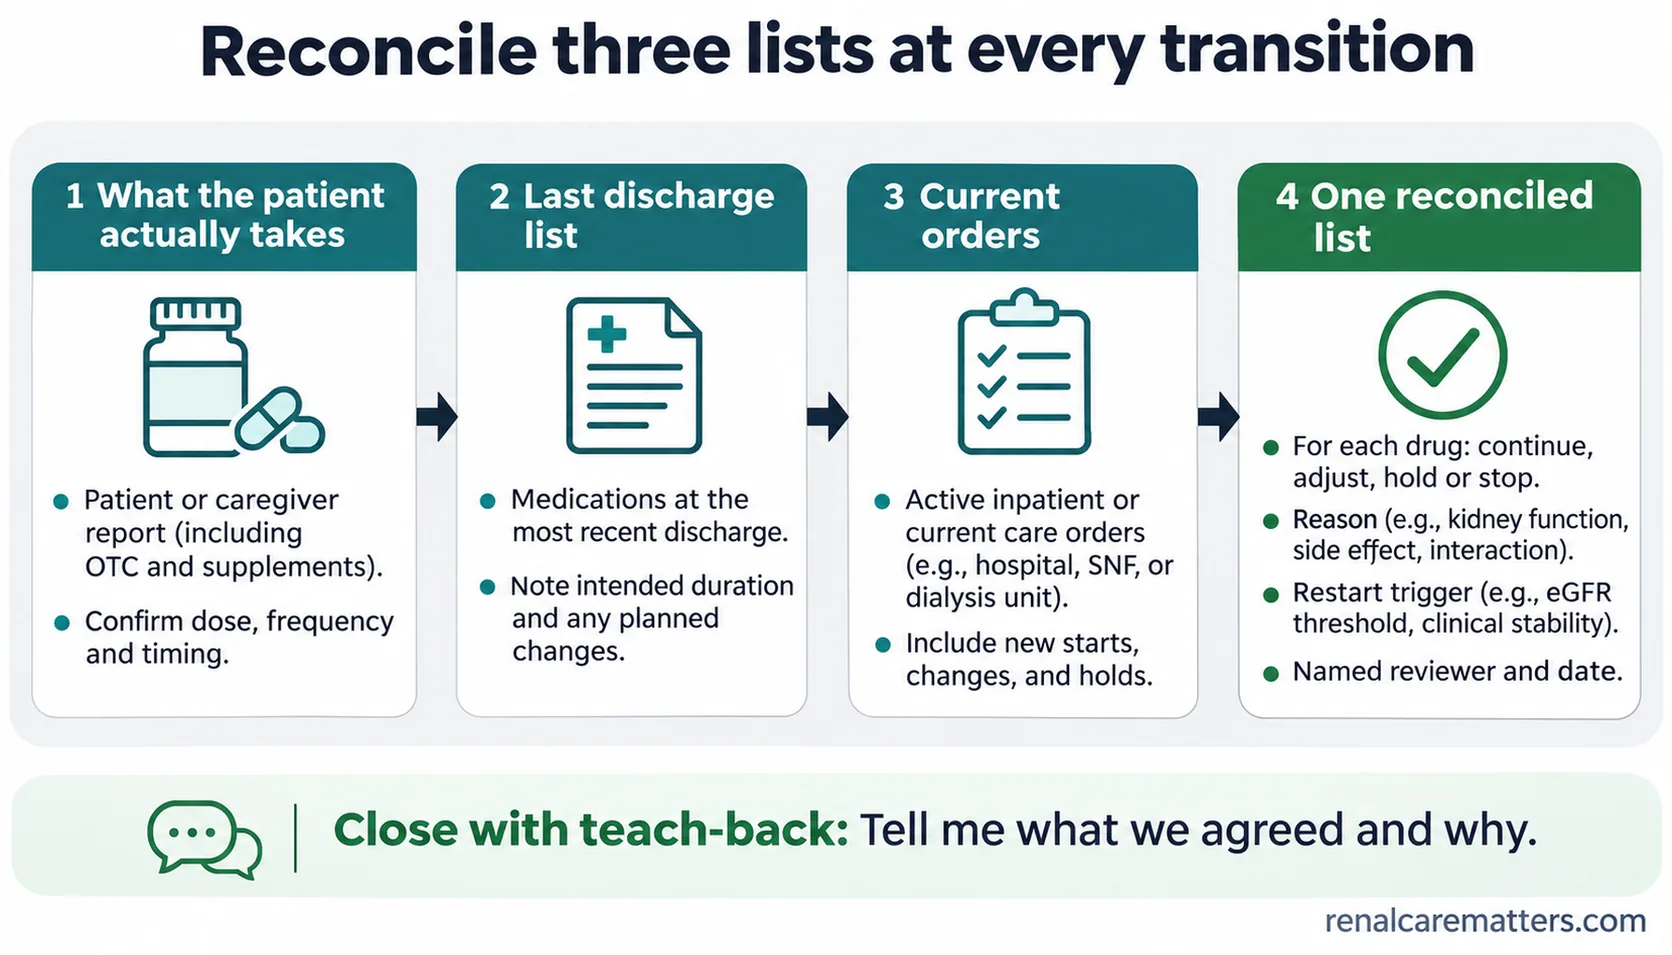 Reconcile three lists at every transition
1 What the patient
actually takes
Patient or caregiver
report (including
OTC and supplements).
Confirm dose, frequency
and timing.
2 Last discharge
list
Medications at the
most recent discharge.
Note intended duration
and any planned
changes.
3 Current
orders
Active inpatient or
current care orders
(e.g., hospital, SNF, or
dialysis unit).
Include new starts,
changes, and holds.
4 One reconciled
list
For each drug: continue,
adjust, hold or stop.
Reason (e.g., kidney function,
side effect, interaction).
Restart trigger (e.g., eGFR
threshold, clinical stability).
Named reviewer and date.
Close with teach-back: Tell me what we agreed and why.
renalcarematters.com